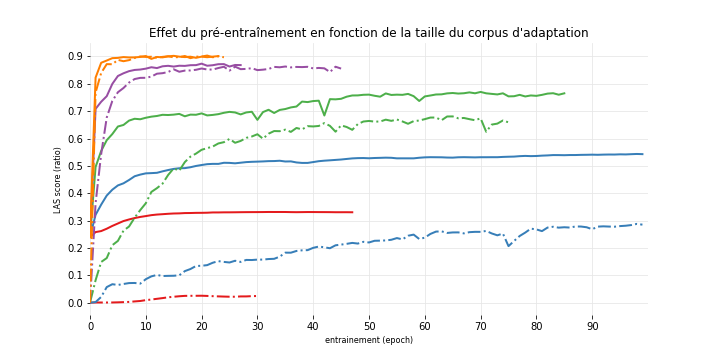 Effet du pré-entraînement en fonction de la taille du corpus d'adaptation
0.9
0.8
0.7
0.6
0.5
0.4
0.3
0.2
0.1
0.0
LAS score (ratio)
0 10 20 30 40 50 60 70 80 90
entrainement (epoch)